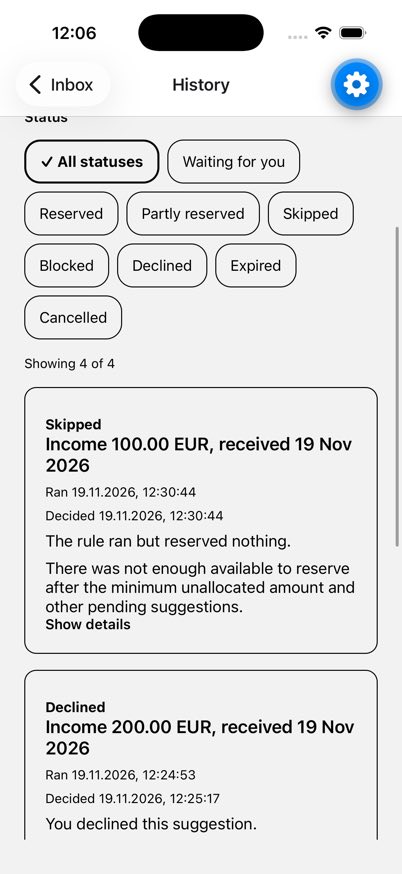 12:06
Inbox
History
Status
✓ All statuses
Waiting for you
Reserved
Partly reserved
Skipped
Blocked
Declined
Expired
Cancelled
Showing 4 of 4
Skipped
Income 100.00 EUR, received 19 Nov
2026
Ran 19.11.2026, 12:30:44
Decided 19.11.2026, 12:30:44
The rule ran but reserved nothing.
There was not enough available to reserve
after the minimum unallocated amount and
other pending suggestions.
Show details
Declined
Income 200.00 EUR, received 19 Nov
2026
Ran 19.11.2026, 12:24:53
Decided 19.11.2026, 12:25:17
You declined this suggestion.